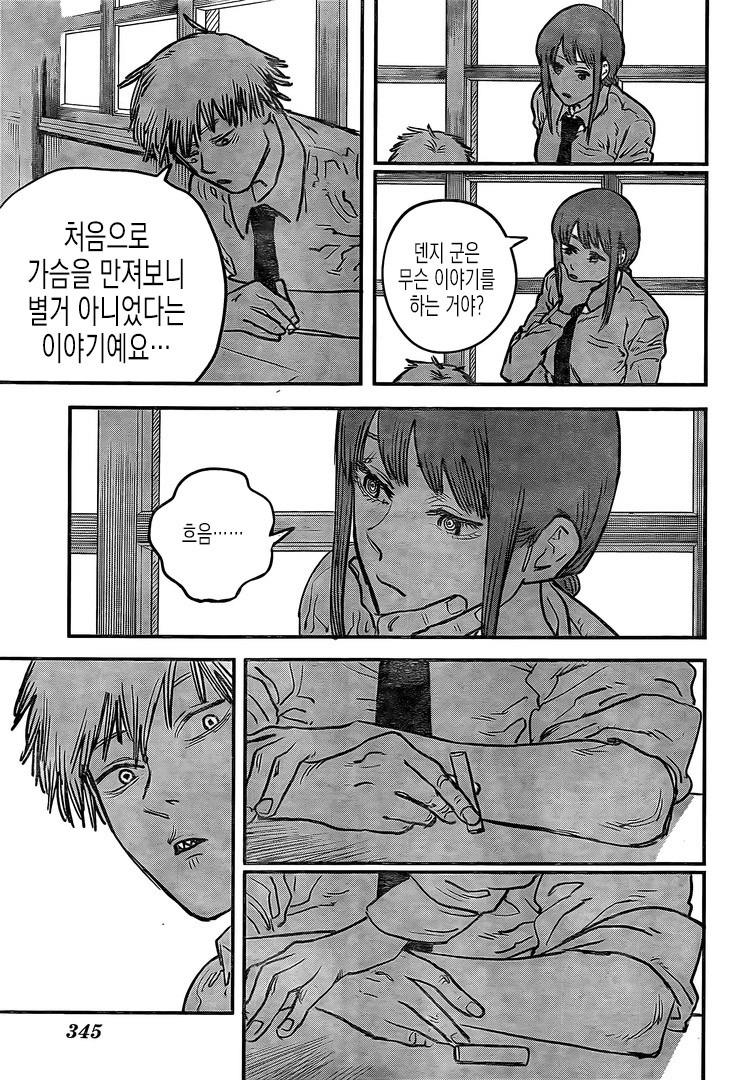 덴지 군은
무슨 이야기를
하는 거야?
처음으로
가슴을 만져보니
별거 아니었다는
이야기예요…
흐음……
345